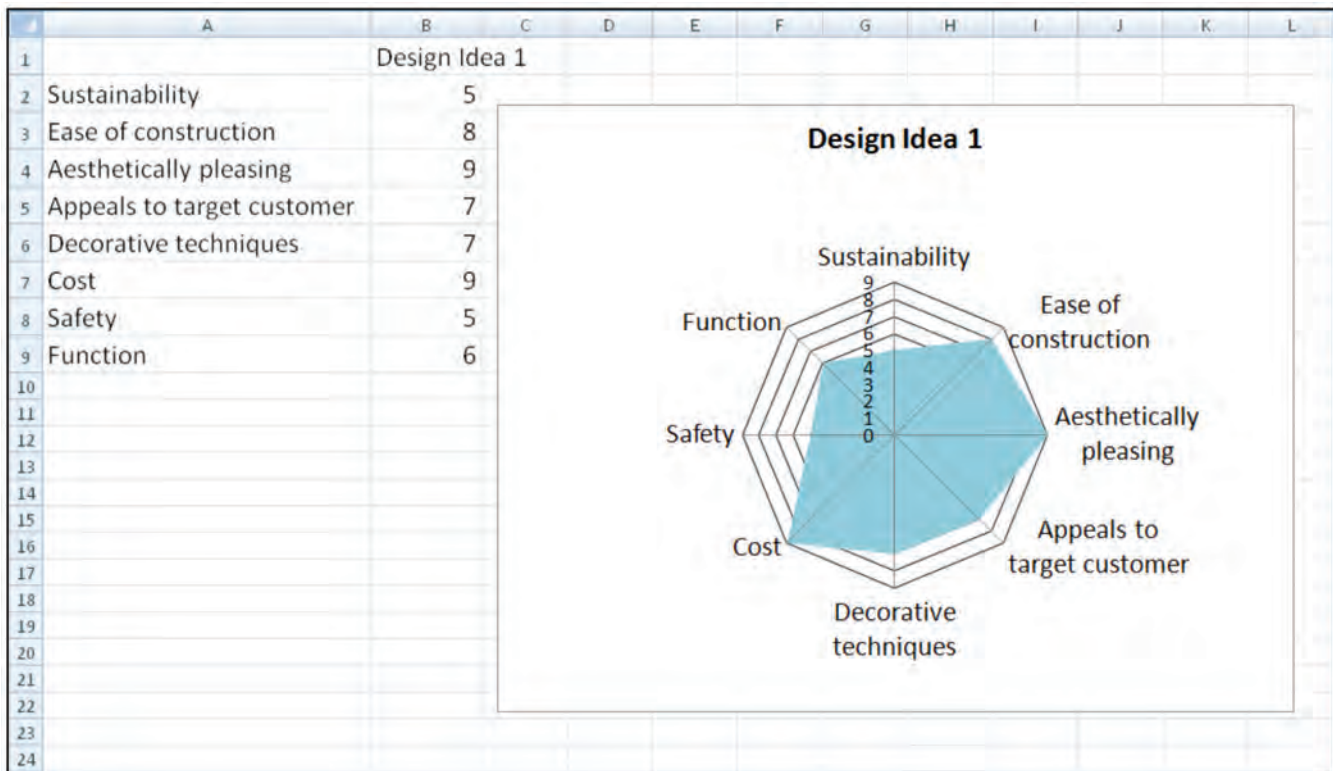 A B C D E F G H I J K L
1 Design Idea 1
2 Sustainability 5
3 Ease of construction 8
4 Aesthetically pleasing 9
5 Appeals to target customer 7
6 Decorative techniques 7
7 Cost 9
8 Safety 5
9 Function 6
10
11
12
13
14
15
16
17
18
19
20
21
22
23
24
Design Idea 1
Sustainability
9
8
7
6
5
4
3
2
1
0
Ease of
construction
Aesthetically
pleasing
Appeals to
target customer
Decorative
techniques
Cost
Safety
Function